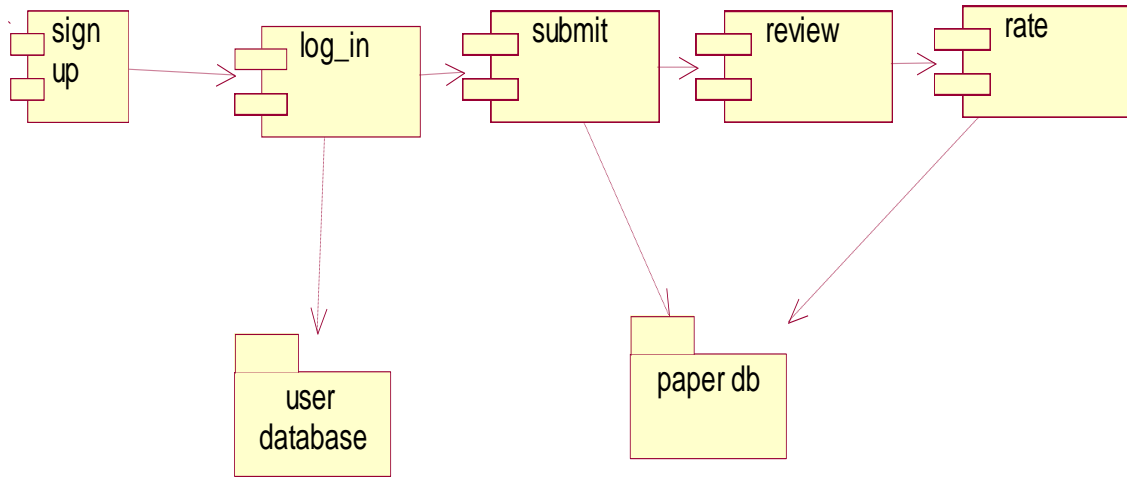 sign
up
log_in
submit
review
rate
user
database
paper db